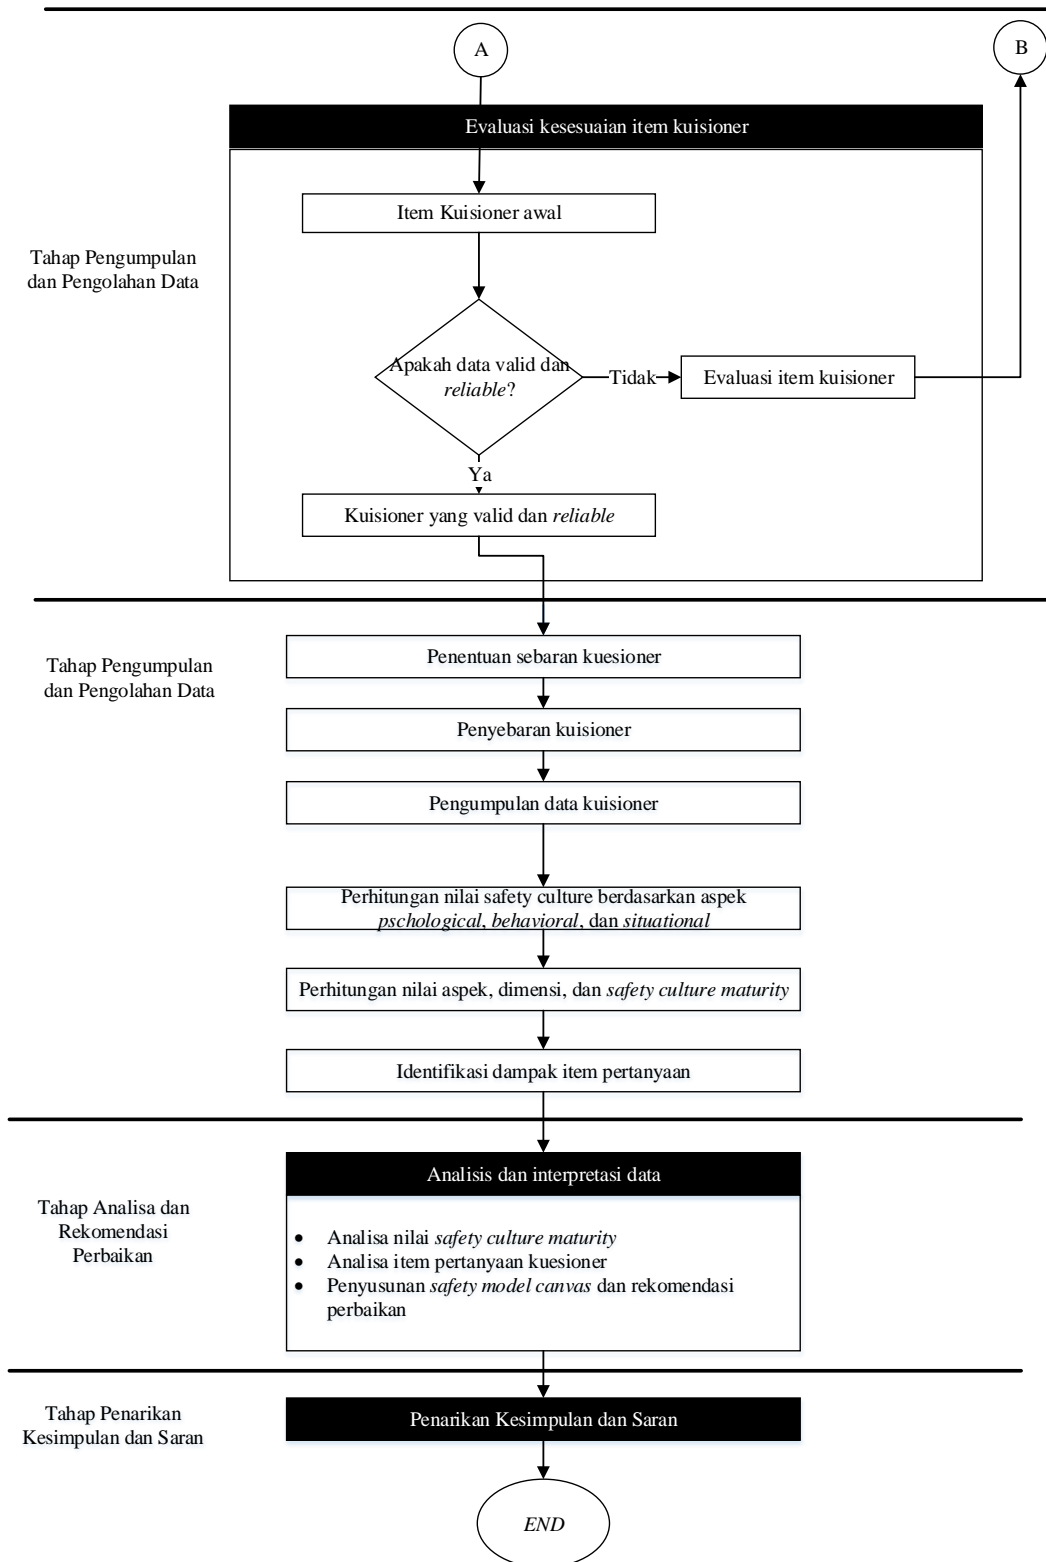 A
B
Evaluasi kesesuaian item kuisioner
Item Kuisioner awal
Tahap Pengumpulan
dan Pengolahan Data
Apakah data valid dan
reliable?
Tidak
Evaluasi item kuisioner
Ya
Kuisioner yang valid dan reliable
Penentuan sebaran kuesioner
Tahap Pengumpulan
dan Pengolahan Data
Penyebaran kuisioner
Pengumpulan data kuisioner
Perhitungan nilai safety culture berdasarkan aspek
pschological, behavioral, dan situational
Perhitungan nilai aspek, dimensi, dan safety culture maturity
Identifikasi dampak item pertanyaan
Analisis dan interpretasi data
Tahap Analisa dan
Rekomendasi
Perbaikan
• Analisa nilai safety culture maturity
• Analisa item pertanyaan kuesioner
• Penyusunan safety model canvas dan rekomendasi
perbaikan
Tahap Penarikan
Kesimpulan dan Saran
Penarikan Kesimpulan dan Saran
END